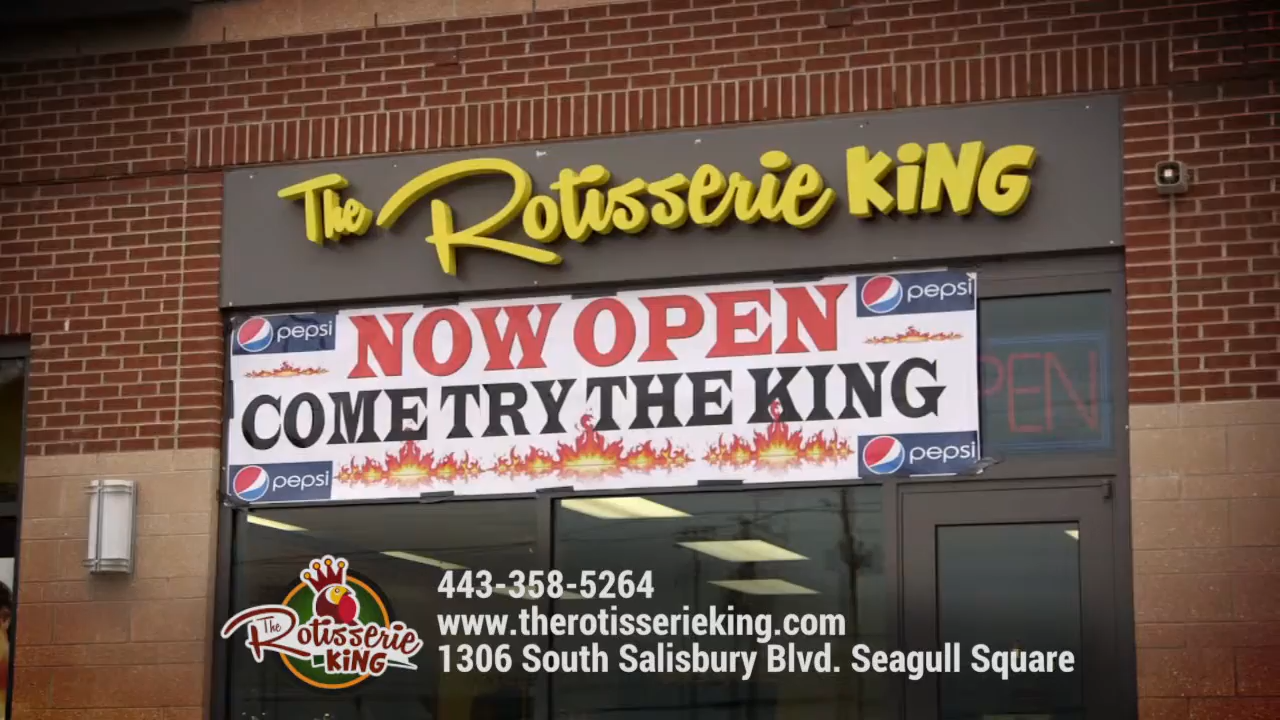 The Rotisserie KiNG
pepsi NOW OPEN pepsi
COME TRY THE KING
pepsi pepsi
PEN
The Rotisserie KiNG
443-358-5264
www.therotisserieking.com
1306 South Salisbury Blvd. Seagull Square